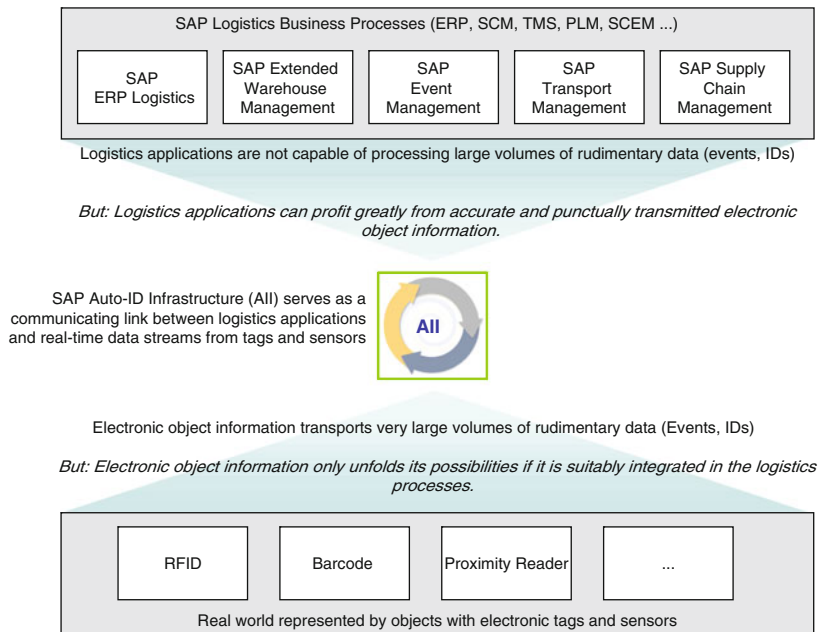 SAP Logistics Business Processes (ERP, SCM, TMS, PLM, SCEM ...)
SAP
ERP Logistics
SAP Extended
Warehouse
Management
SAP
Event
Management
SAP
Transport
Management
SAP Supply
Chain
Management
Logistics applications are not capable of processing large volumes of rudimentary data (events, IDs)
But: Logistics applications can profit greatly from accurate and punctually transmitted electronic
object information.
SAP Auto-ID Infrastructure (AII) serves as a
communicating link between logistics applications
and real-time data streams from tags and sensors
AII
Electronic object information transports very large volumes of rudimentary data (Events, IDs)
But: Electronic object information only unfolds its possibilities if it is suitably integrated in the logistics
processes.
RFID
Barcode
Proximity Reader
...
Real world represented by objects with electronic tags and sensors